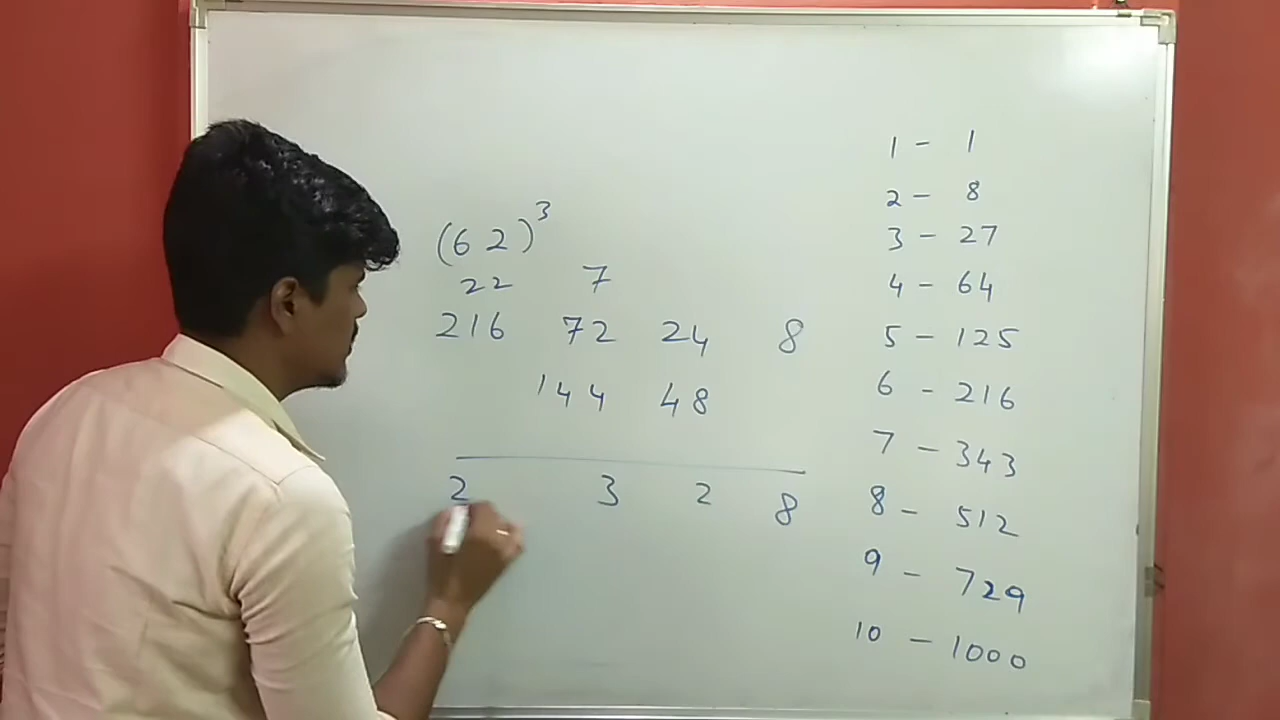 (62)³
22 7
216 72 24 8
144 48
2 3 2 8
1 - 1
2 - 8
3 - 27
4 - 64
5 - 125
6 - 216
7 - 343
8 - 512
9 - 729
10 - 1000